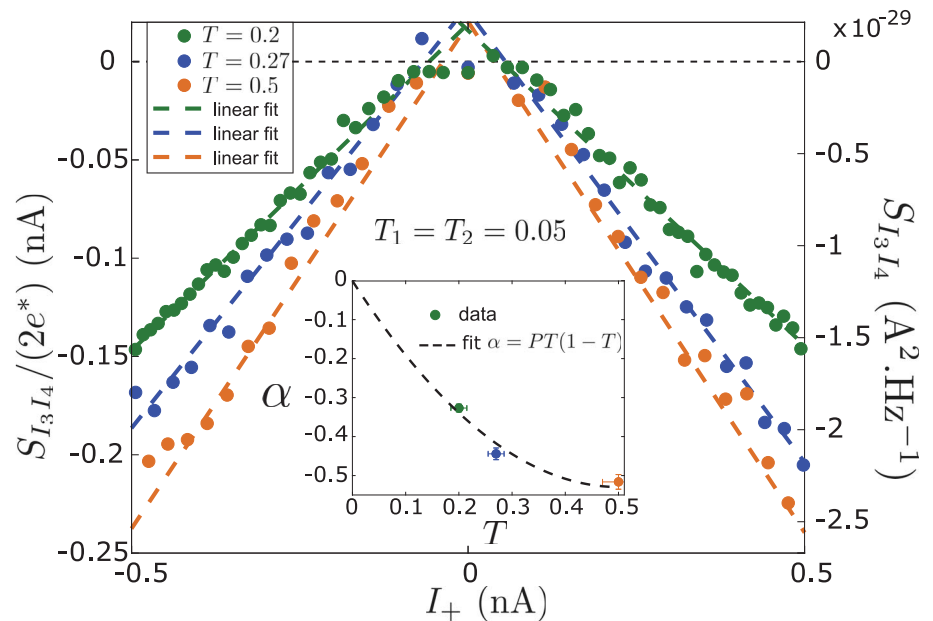 T = 0.2
T = 0.27
T = 0.5
linear fit
linear fit
linear fit
×10⁻²⁹
0
-0.05
-0.1
-0.15
-0.2
-0.25
S_{I₃I₄}/(2e*) (nA)
0
-0.5
-1
-1.5
-2
-2.5
S_{I₃I₄} (A².Hz⁻¹)
T₁ = T₂ = 0.05
data
fit α = PT(1 − T)
0
-0.1
-0.2
-0.3
-0.4
-0.5
α
0
0.1
0.2
0.3
0.4
0.5
T
-0.5
0
0.5
I₊ (nA)